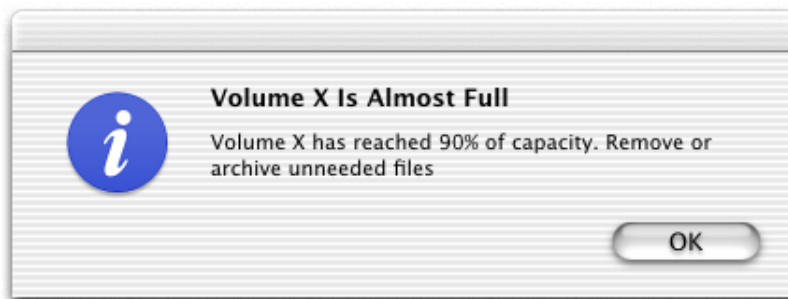 Volume X Is Almost Full
Volume X has reached 90% of capacity. Remove or
archive unneeded files
OK